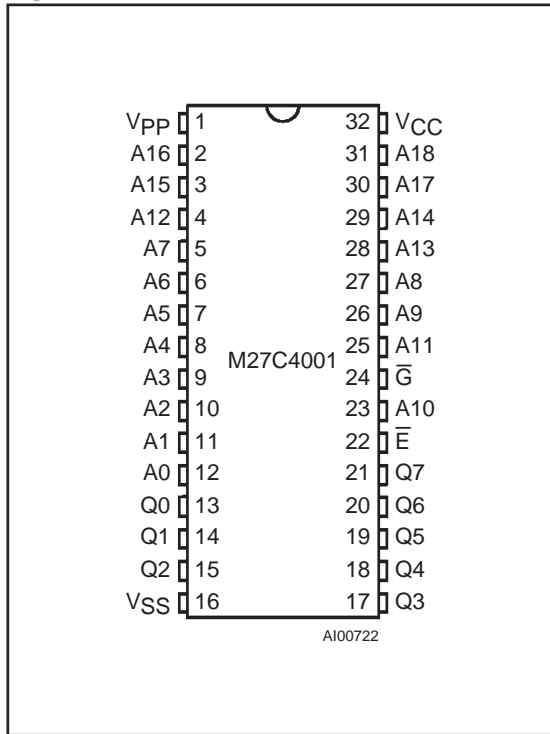 VPP 1 32 VCC
A16 2 31 A18
A15 3 30 A17
A12 4 29 A14
A7 5 28 A13
A6 6 27 A8
A5 7 26 A9
A4 8 25 A11
M27C4001
A3 9 24 G̅
A2 10 23 A10
A1 11 22 E̅
A0 12 21 Q7
Q0 13 20 Q6
Q1 14 19 Q5
Q2 15 18 Q4
VSS 16 17 Q3
AI00722